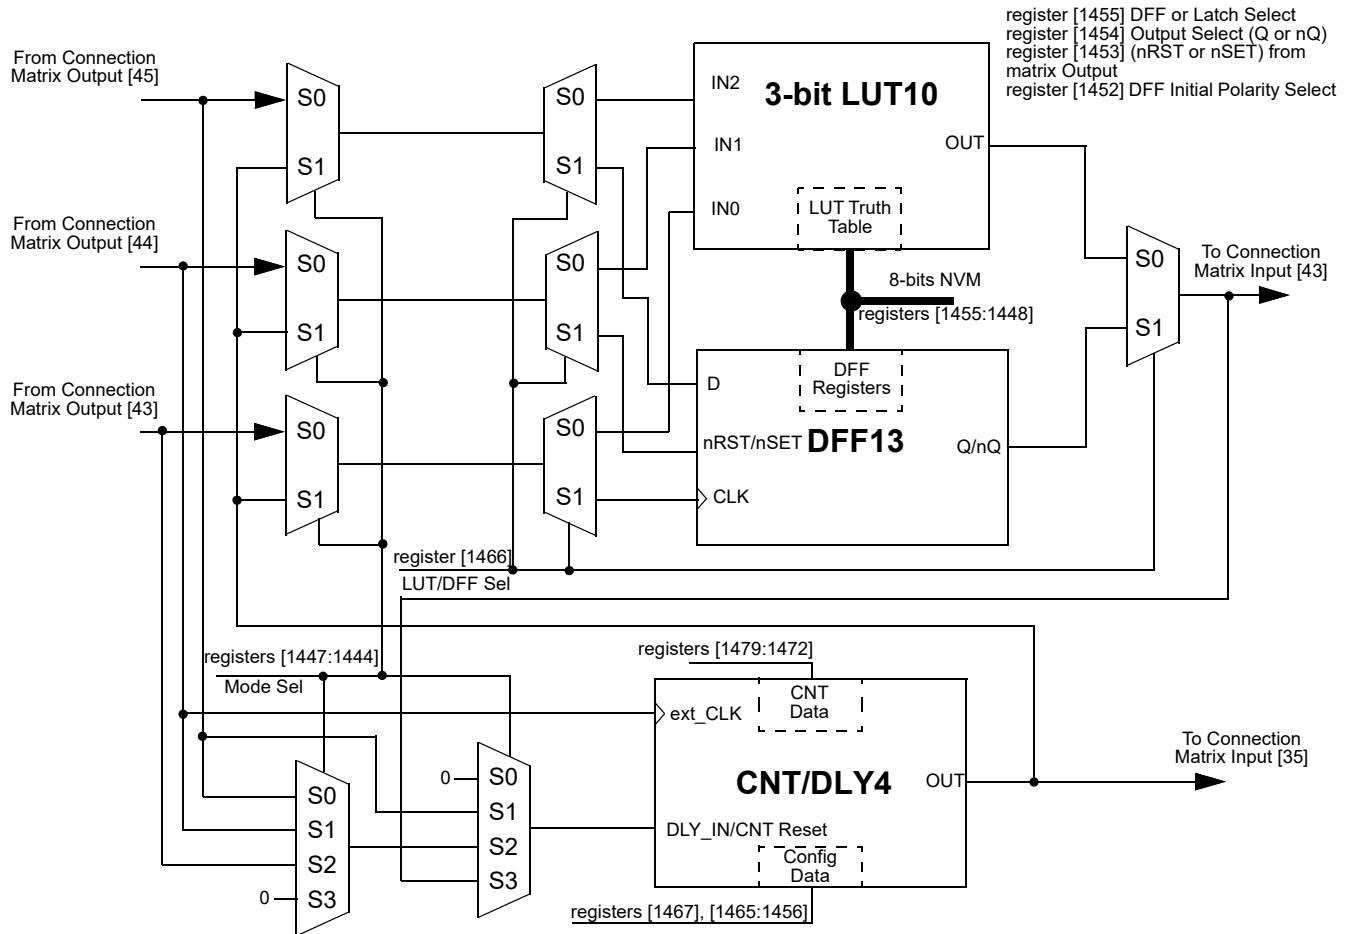 register [1455] DFF or Latch Select
register [1454] Output Select (Q or nQ)
register [1453] (nRST or nSET) from
matrix Output
register [1452] DFF Initial Polarity Select
From Connection
Matrix Output [45]
S0
S1
S0
S1
IN2
3-bit LUT10
IN1
OUT
IN0
LUT Truth
Table
From Connection
Matrix Output [44]
S0
S1
S0
S1
8-bits NVM
registers [1455:1448]
S0
S1
To Connection
Matrix Input [43]
From Connection
Matrix Output [43]
S0
S1
S0
S1
D
DFF
Registers
nRST/nSET
DFF13
Q/nQ
CLK
register [1466]
LUT/DFF Sel
registers [1447:1444]
Mode Sel
registers [1479:1472]
ext_CLK
CNT
Data
CNT/DLY4
OUT
To Connection
Matrix Input [35]
DLY_IN/CNT Reset
Config
Data
S0
S1
S2
0
S3
0
S0
S1
S2
S3
registers [1467], [1465:1456]